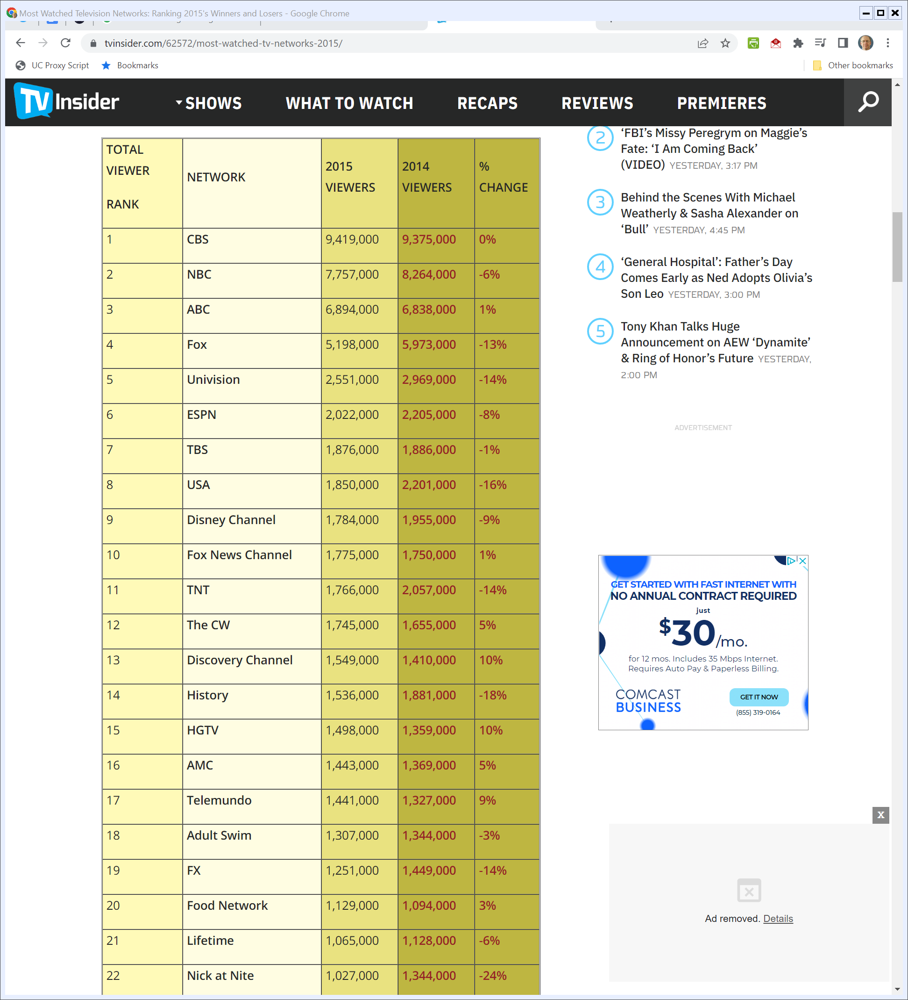 Most Watched Television Networks: Ranking 2015's Winners and Losers - Google Chrome
tvinsider.com/62572/most-watched-tv-networks-2015/
UC Proxy Script Bookmarks Other bookmarks
TV Insider SHOWS WHAT TO WATCH RECAPS REVIEWS PREMIERES
TOTAL
VIEWER
RANK
NETWORK
2015
VIEWERS
2014
VIEWERS
%
CHANGE
1 CBS 9,419,000 9,375,000 0%
2 NBC 7,757,000 8,264,000 -6%
3 ABC 6,894,000 6,838,000 1%
4 Fox 5,198,000 5,973,000 -13%
5 Univision 2,551,000 2,969,000 -14%
6 ESPN 2,022,000 2,205,000 -8%
7 TBS 1,876,000 1,886,000 -1%
8 USA 1,850,000 2,201,000 -16%
9 Disney Channel 1,784,000 1,955,000 -9%
10 Fox News Channel 1,775,000 1,750,000 1%
11 TNT 1,766,000 2,057,000 -14%
12 The CW 1,745,000 1,655,000 5%
13 Discovery Channel 1,549,000 1,410,000 10%
14 History 1,536,000 1,881,000 -18%
15 HGTV 1,498,000 1,359,000 10%
16 AMC 1,443,000 1,369,000 5%
17 Telemundo 1,441,000 1,327,000 9%
18 Adult Swim 1,307,000 1,344,000 -3%
19 FX 1,251,000 1,449,000 -14%
20 Food Network 1,129,000 1,094,000 3%
21 Lifetime 1,065,000 1,128,000 -6%
22 Nick at Nite 1,027,000 1,344,000 -24%
2 ‘FBI’s Missy Peregrym on Maggie’s
Fate: ‘I Am Coming Back’
(VIDEO) YESTERDAY, 3:17 PM
3 Behind the Scenes With Michael
Weatherly & Sasha Alexander on
‘Bull’ YESTERDAY, 4:45 PM
4 ‘General Hospital’: Father’s Day
Comes Early as Ned Adopts Olivia’s
Son Leo YESTERDAY, 3:00 PM
5 Tony Khan Talks Huge
Announcement on AEW ‘Dynamite’
& Ring of Honor’s Future YESTERDAY,
2:00 PM
ADVERTISEMENT
GET STARTED WITH FAST INTERNET WITH
NO ANNUAL CONTRACT REQUIRED
just
$30/mo.
for 12 mos. Includes 35 Mbps Internet.
Requires Auto Pay & Paperless Billing.
COMCAST
BUSINESS
GET IT NOW
(855) 319-0164
X
Ad removed. Details